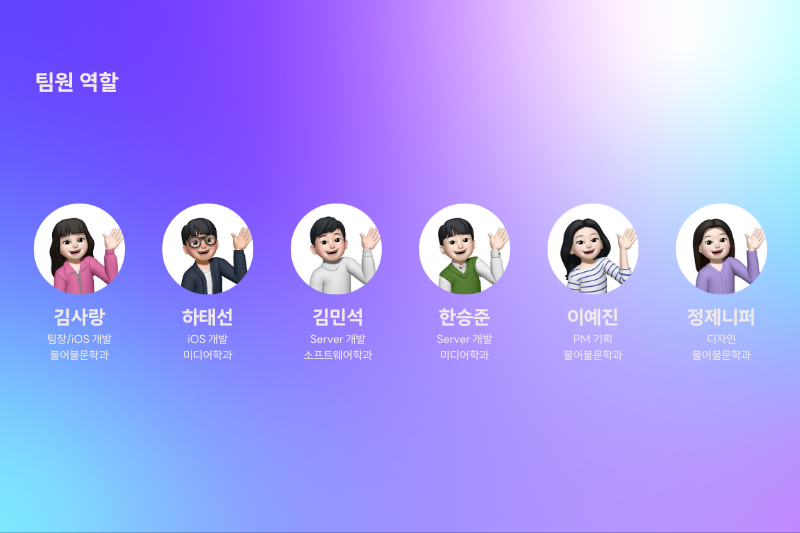 팀원 역할
김사랑
팀장/iOS 개발
불어불문학과
하태선
iOS 개발
미디어학과
김민석
Server 개발
소프트웨어학과
한승준
Server 개발
미디어학과
이예진
PM 기획
불어불문학과
정제니퍼
디자인
불어불문학과